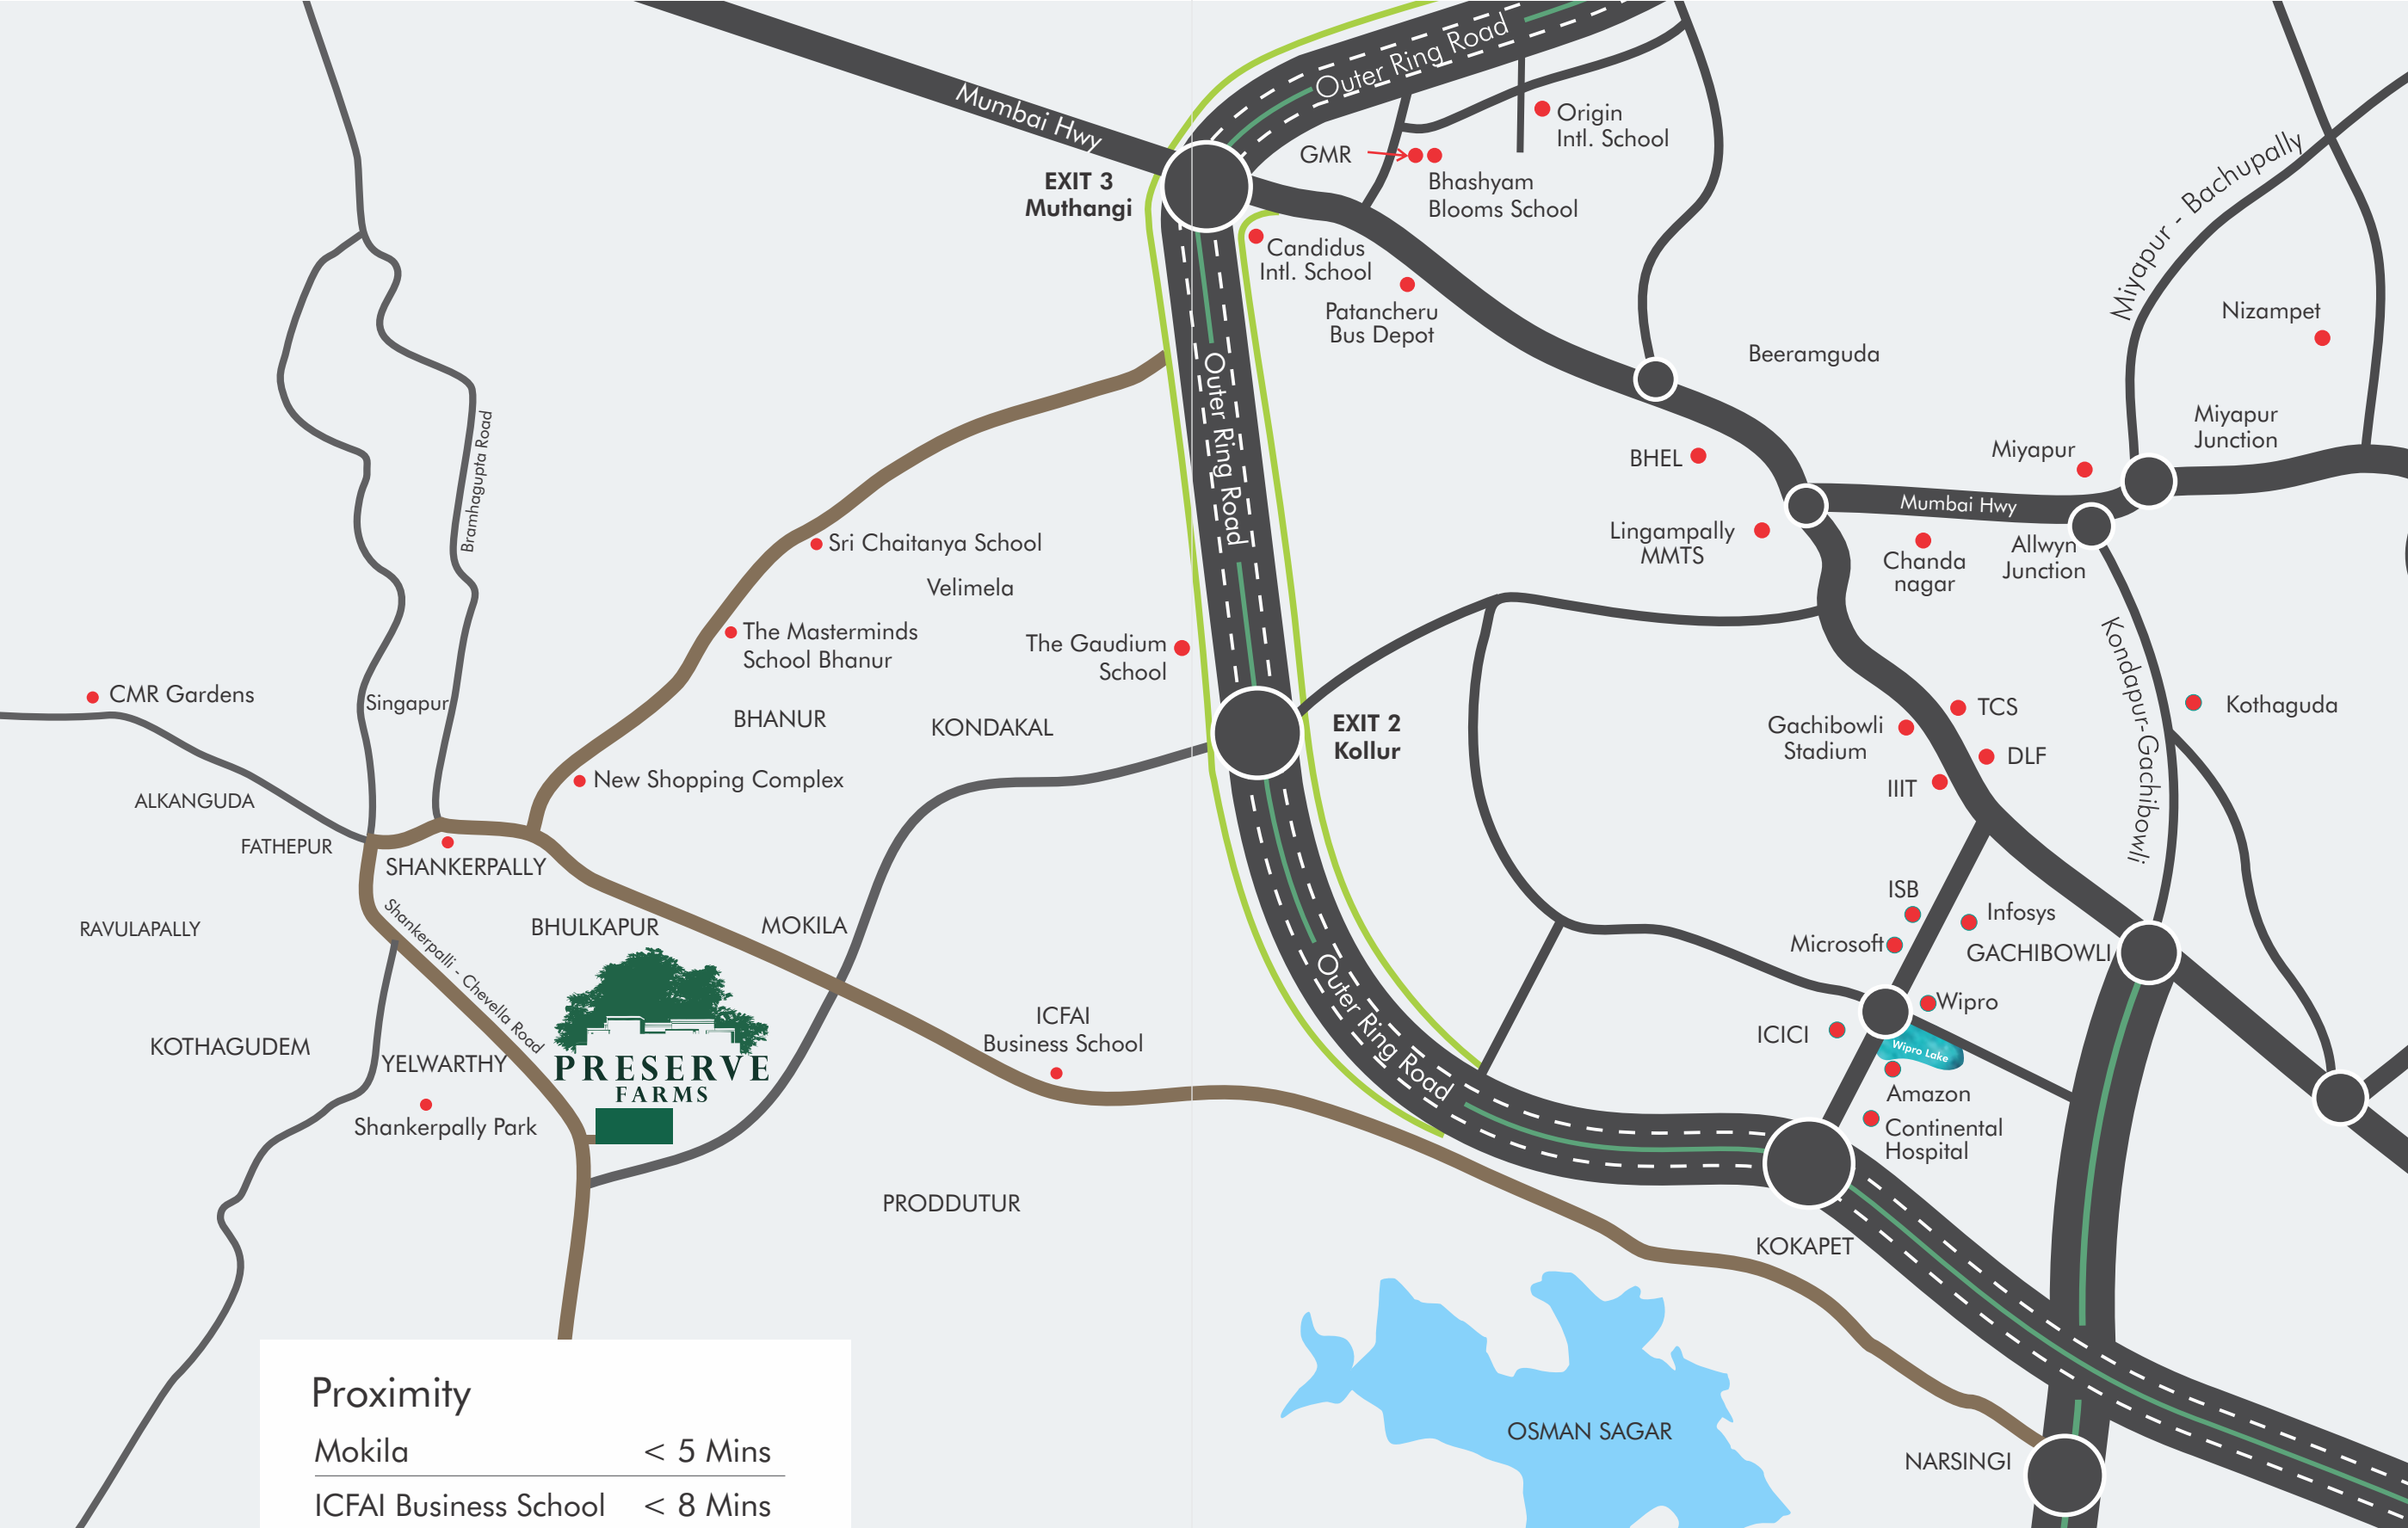 Outer Ring Road
Mumbai Hwy
Origin
Intl. School
GMR
EXIT 3
Muthangi
Bhashyam
Blooms School
Miyapur - Bachupally
Candidus
Intl. School
Patancheru
Bus Depot
Nizampet
Beeramguda
Outer Ring Road
Bramhagupta Road
Miyapur
Junction
Miyapur
BHEL
Mumbai Hwy
Lingampally
MMTS
Chanda
nagar
Allwyn
Junction
Sri Chaitanya School
Velimela
The Masterminds
School Bhanur
The Gaudium
School
Kondapur-Gachibowli
CMR Gardens
Singapur
BHANUR
KONDAKAL
EXIT 2
Kollur
TCS
Kothaguda
Gachibowli
Stadium
DLF
IIIT
New Shopping Complex
ALKANGUDA
FATHEPUR
SHANKERPALLY
ISB
Infosys
RAVULAPALLY
BHULKAPUR
MOKILA
Microsoft
GACHIBOWLI
Shankerpalli - Chevella Road
Outer Ring Road
Wipro
ICFAI
Business School
ICICI
Wipro Lake
KOTHAGUDEM
YELWARTHY
PRESERVE
FARMS
Amazon
Shankerpally Park
Continental
Hospital
PRODDUTUR
KOKAPET
OSMAN SAGAR
NARSINGI
Proximity
Mokila < 5 Mins
ICFAI Business School < 8 Mins